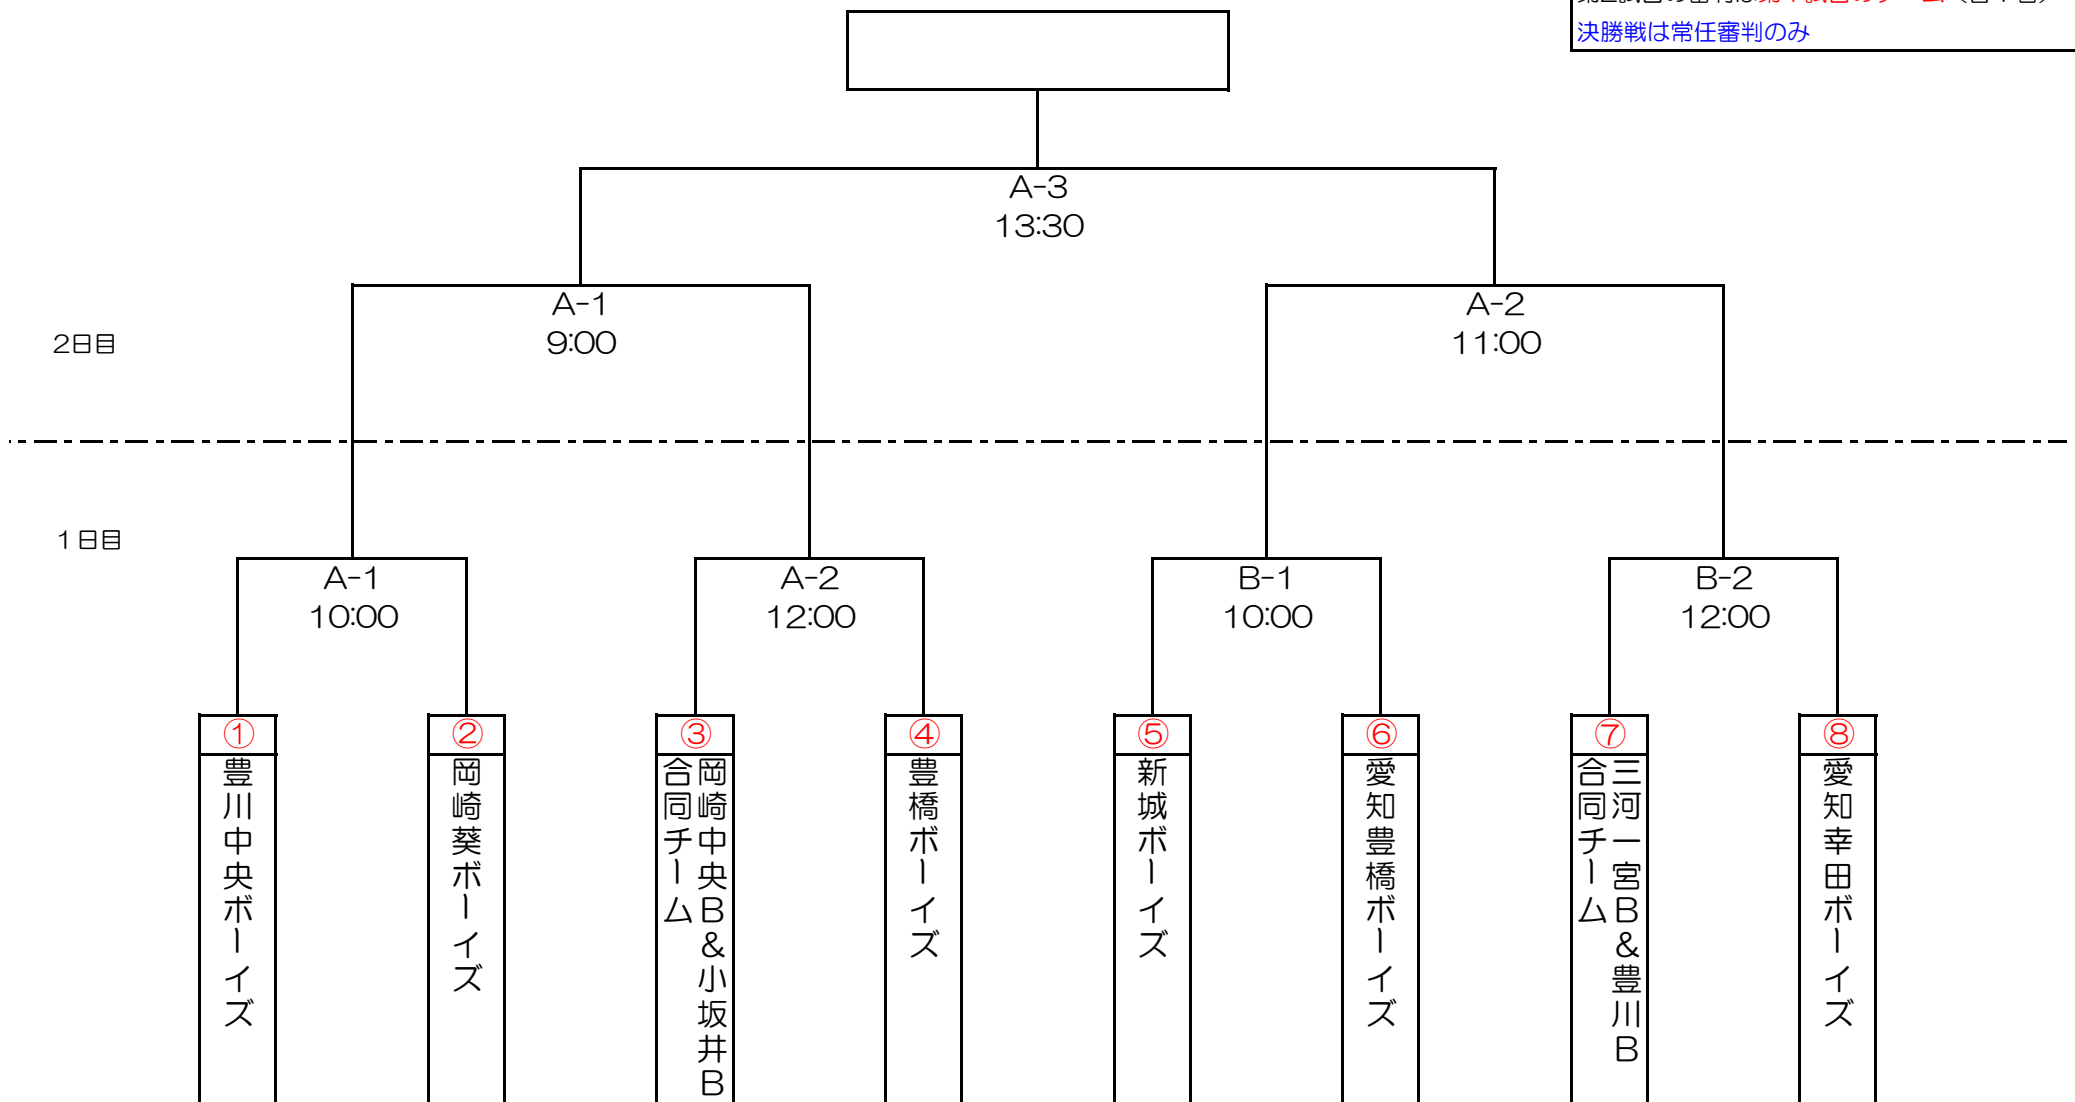 決勝戦は常任審判のみ
A-3
13:30
A-1
9:00
A-2
11:00
2日目
1日目
A-1
10:00
A-2
12:00
B-1
10:00
B-2
12:00
①
②
③
④
⑤
⑥
⑦
⑧
豊川中央ボーイズ
岡崎葵ボーイズ
岡崎中央B&小坂井B
合同チーム
豊橋ボーイズ
新城ボーイズ
愛知豊橋ボーイズ
三河一宮B&豊川B
合同チーム
愛知幸田ボーイズ